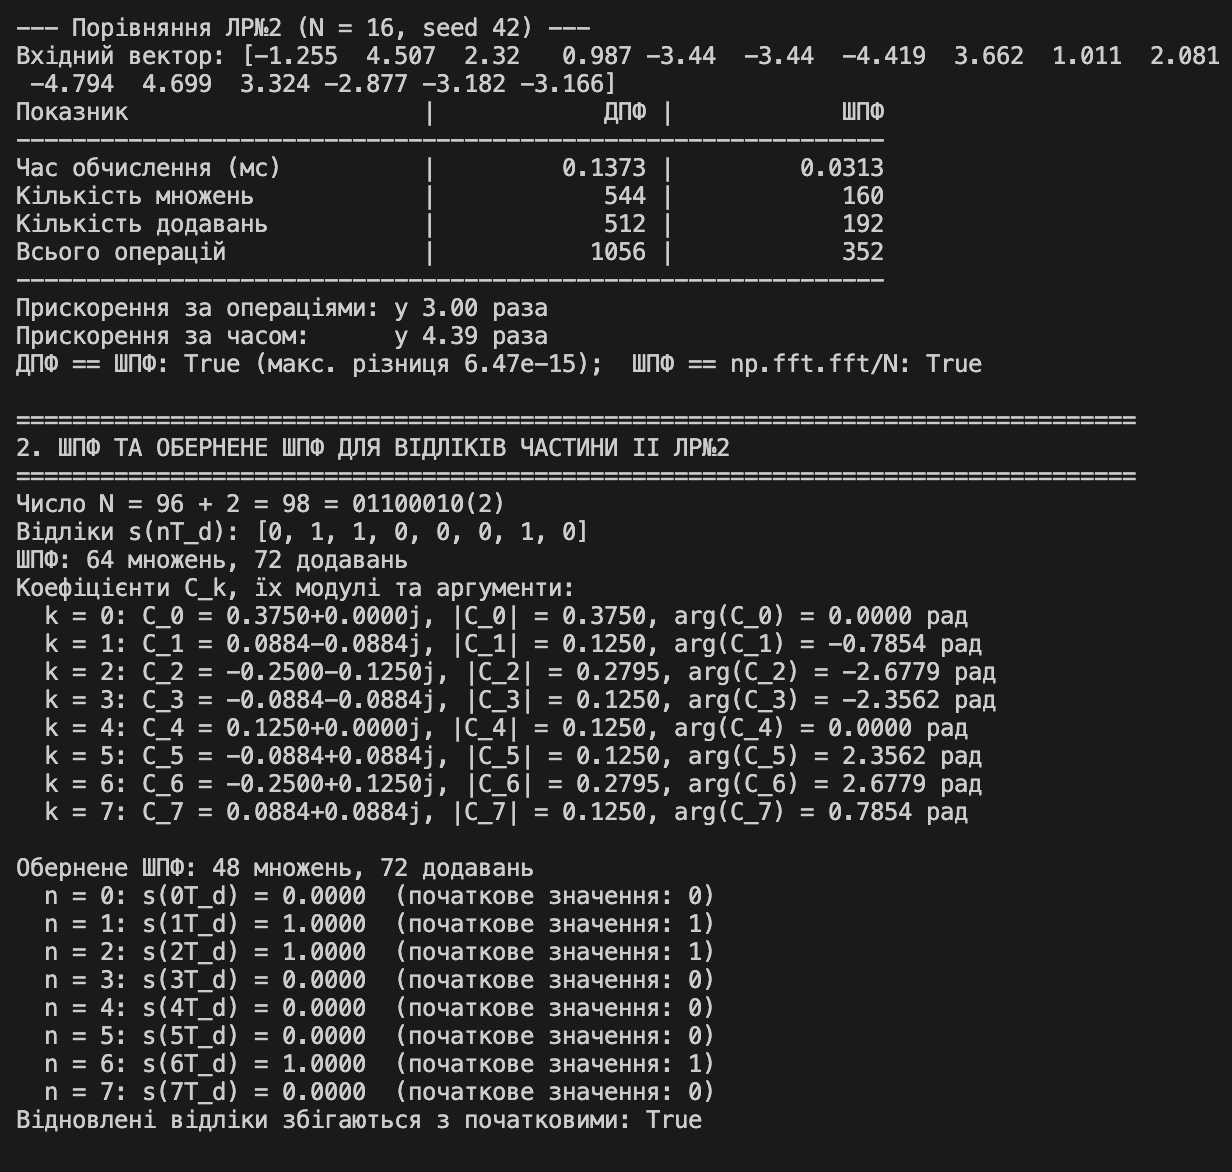 --- Порівняння ЛР№2 (N = 16, seed 42) ---
Вхідний вектор: [-1.255  4.507  2.32   0.987 -3.44  -3.44  -4.419  3.662  1.011  2.081
 -4.794  4.699  3.324 -2.877 -3.182 -3.166]
Показник                     |            ДПФ |            ШПФ
--------------------------------------------------------------
Час обчислення (мс)          |         0.1373 |         0.0313
Кількість множень            |            544 |            160
Кількість додавань           |            512 |            192
Всього операцій              |           1056 |            352
--------------------------------------------------------------
Прискорення за операціями: у 3.00 раза
Прискорення за часом:      у 4.39 раза
ДПФ == ШПФ: True (макс. різниця 6.47e-15);  ШПФ == np.fft.fft/N: True
================================================================================
2. ШПФ ТА ОБЕРНЕНЕ ШПФ ДЛЯ ВІДЛІКІВ ЧАСТИНИ II ЛР№2
================================================================================
Число N = 96 + 2 = 98 = 01100010(2)
Відліки s(nT_d): [0, 1, 1, 0, 0, 0, 1, 0]
ШПФ: 64 множень, 72 додавань
Коефіцієнти C_k, їх модулі та аргументи:
  k = 0: C_0 = 0.3750+0.0000j, |C_0| = 0.3750, arg(C_0) = 0.0000 рад
  k = 1: C_1 = 0.0884-0.0884j, |C_1| = 0.1250, arg(C_1) = -0.7854 рад
  k = 2: C_2 = -0.2500-0.1250j, |C_2| = 0.2795, arg(C_2) = -2.6779 рад
  k = 3: C_3 = -0.0884-0.0884j, |C_3| = 0.1250, arg(C_3) = -2.3562 рад
  k = 4: C_4 = 0.1250+0.0000j, |C_4| = 0.1250, arg(C_4) = 0.0000 рад
  k = 5: C_5 = -0.0884+0.0884j, |C_5| = 0.1250, arg(C_5) = 2.3562 рад
  k = 6: C_6 = -0.2500+0.1250j, |C_6| = 0.2795, arg(C_6) = 2.6779 рад
  k = 7: C_7 = 0.0884+0.0884j, |C_7| = 0.1250, arg(C_7) = 0.7854 рад
Обернене ШПФ: 48 множень, 72 додавань
  n = 0: s(0T_d) = 0.0000  (початкове значення: 0)
  n = 1: s(1T_d) = 1.0000  (початкове значення: 1)
  n = 2: s(2T_d) = 1.0000  (початкове значення: 1)
  n = 3: s(3T_d) = 0.0000  (початкове значення: 0)
  n = 4: s(4T_d) = 0.0000  (початкове значення: 0)
  n = 5: s(5T_d) = 0.0000  (початкове значення: 0)
  n = 6: s(6T_d) = 1.0000  (початкове значення: 1)
  n = 7: s(7T_d) = 0.0000  (початкове значення: 0)
Відновлені відліки збігаються з початковими: True